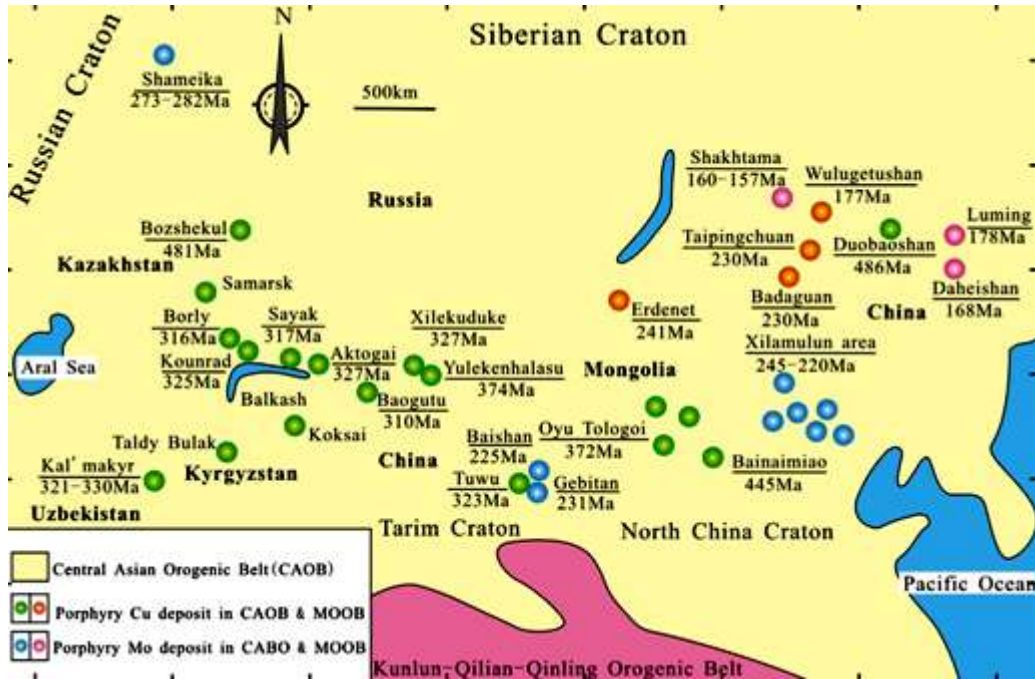 N
Siberian Craton
Russian Craton
Shameika
273-282Ma
500km
Shakhtama
160-157Ma
Wulugetushan
177Ma
Russia
Bozshekul
481Ma
Taipingchuan
230Ma
Duobaoshan
486Ma
Luming
178Ma
Kazakhstan
Samarsk
Erdenet
241Ma
Badaguan
230Ma
China
Daheishan
168Ma
Borly
316Ma
Sayak
317Ma
Xilekuduke
327Ma
Xilamulun area
245-220Ma
Aral Sea
Kounrad
325Ma
Aktogai
327Ma
Yulekenhalasu
374Ma
Mongolia
Balkash
Baogutu
310Ma
Koksai
Taldy Bulak
Baishan
225Ma
Oyu Tologoi
372Ma
Kal' makyr
321-330Ma
Kyrgyzstan
China
Tuwu
323Ma
Gebitan
231Ma
Bainaimiao
445Ma
Uzbekistan
Tarim Craton
North China Craton
Pacific Ocean
Central Asian Orogenic Belt(CAOB)
Porphyry Cu deposit in CAOB & MOOB
Porphyry Mo deposit in CABO & MOOB
Kunlun-Qilian-Qinling Orogenic Belt